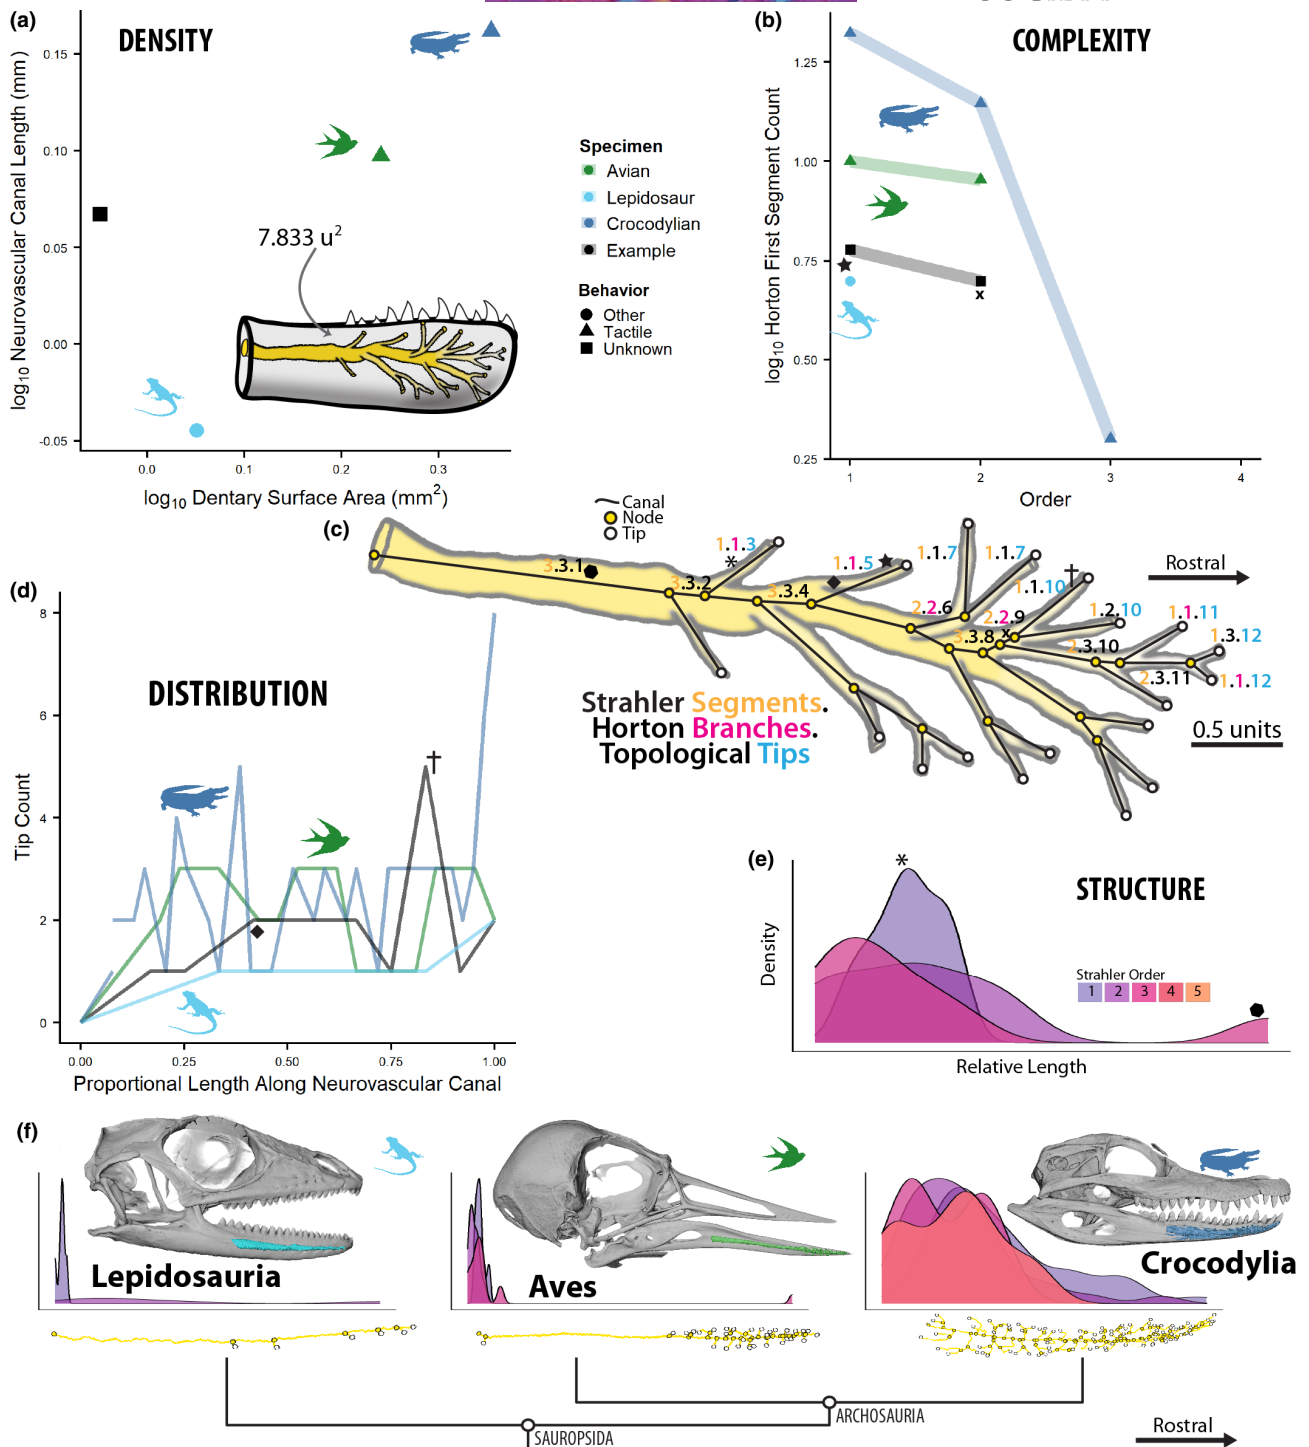 (a)
DENSITY
log10 Neurovascular Canal Length (mm)
0.15
0.10
0.05
0.00
-0.05
0.0
0.1
0.2
0.3
log10 Dentary Surface Area (mm2)
7.833 u2
Specimen
Avian
Lepidosaur
Crocodylian
Example
Behavior
Other
Tactile
Unknown
(b)
COMPLEXITY
log10 Horton First Segment Count
1.25
1.00
0.75
0.50
0.25
x
1
2
3
4
Order
(c)
Canal
Node
Tip
3.3.1
3.3.2
1.1.3
*
3.3.4
1.1.5
2.2.6
1.1.7
1.1.7
3.3.8
2.2.9
x
1.1.10
†
1.2.10
2.3.10
1.1.11
2.3.11
1.3.12
1.1.12
Rostral
0.5 units
Strahler Segments.
Horton Branches.
Topological Tips
(d)
DISTRIBUTION
Tip Count
8
6
4
2
0
†
0.00
0.25
0.50
0.75
1.00
Proportional Length Along Neurovascular Canal
(e)
STRUCTURE
*
Density
Strahler Order
1 2 3 4 5
Relative Length
(f)
Lepidosauria
Aves
Crocodylia
ARCHOSAURIA
SAUROPSIDA
Rostral